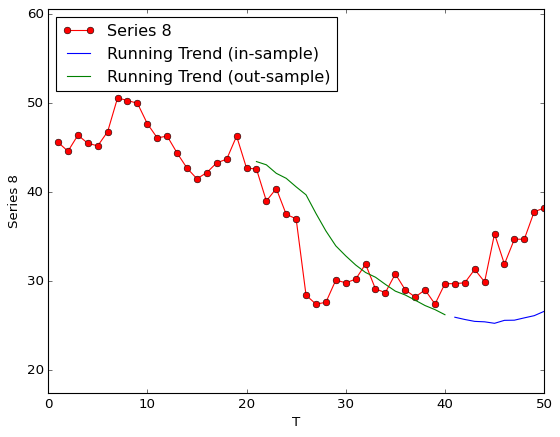 Series 8
Running Trend (in-sample)
Running Trend (out-sample)
60
50
40
30
20
Series 8
0 10 20 30 40 50
T